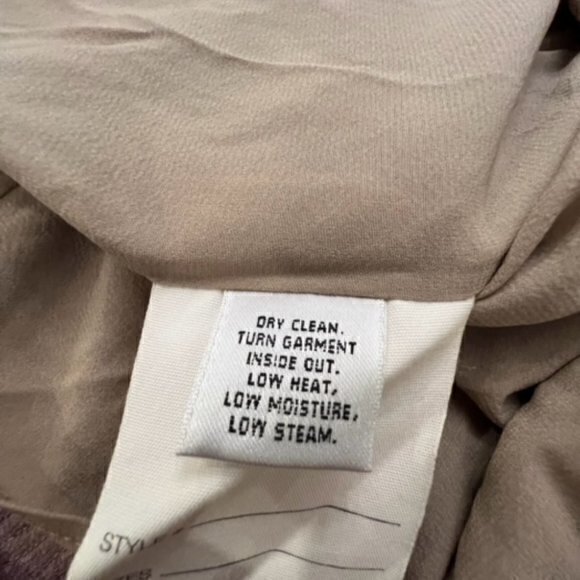 DRY CLEAN.
TURN GARMENT
INSIDE OUT.
LOW HEAT,
LOW MOISTURE,
LOW STEAM.